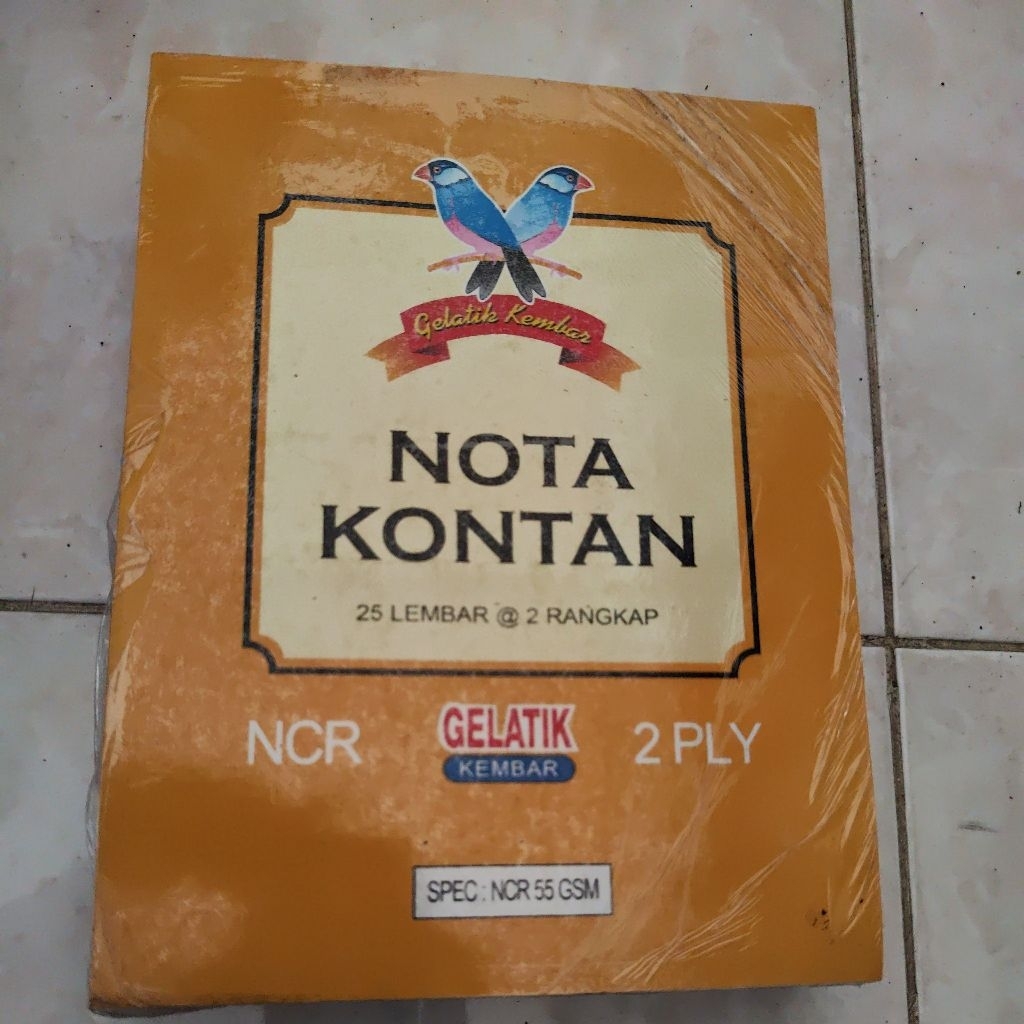 Gelatik Kembar
NOTA
KONTAN
25 LEMBAR @ 2 RANGKAP
NCR
GELATIK
KEMBAR
2 PLY
SPEC : NCR 55 GSM